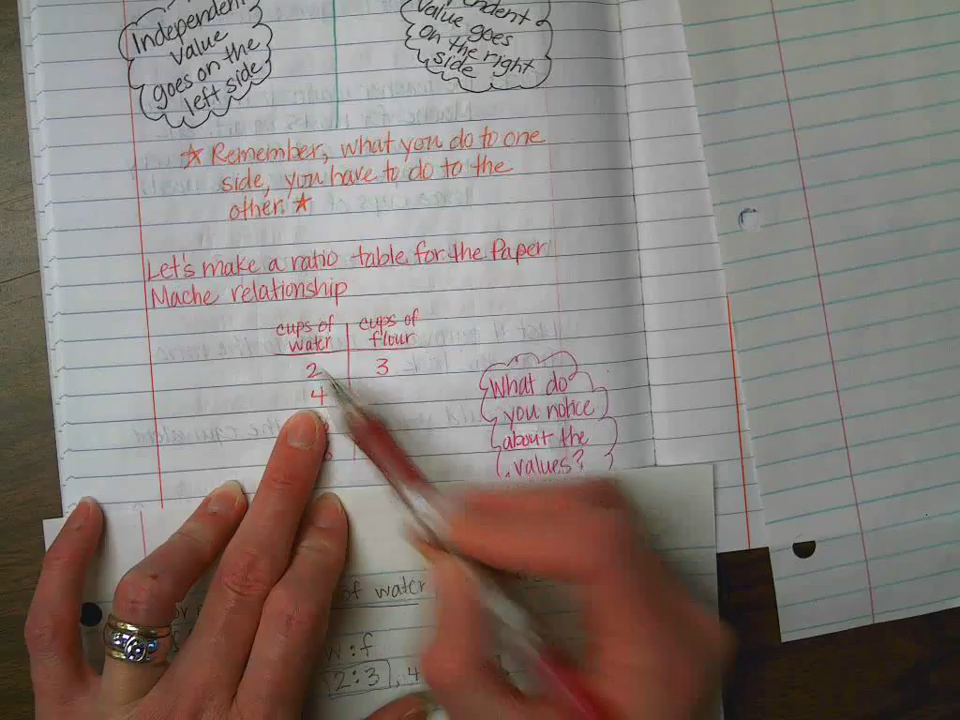 Independent
value
goes on the
left side
value goes
on the right
side
★ Remember, what you do to one
side, you have to do to the
other. ★
Let's make a ratio table for the Paper
Mache relationship
cups of water | cups of flour
2 | 3
4
What do
you notice
about the
values?
of water
w:f
2:3, 4